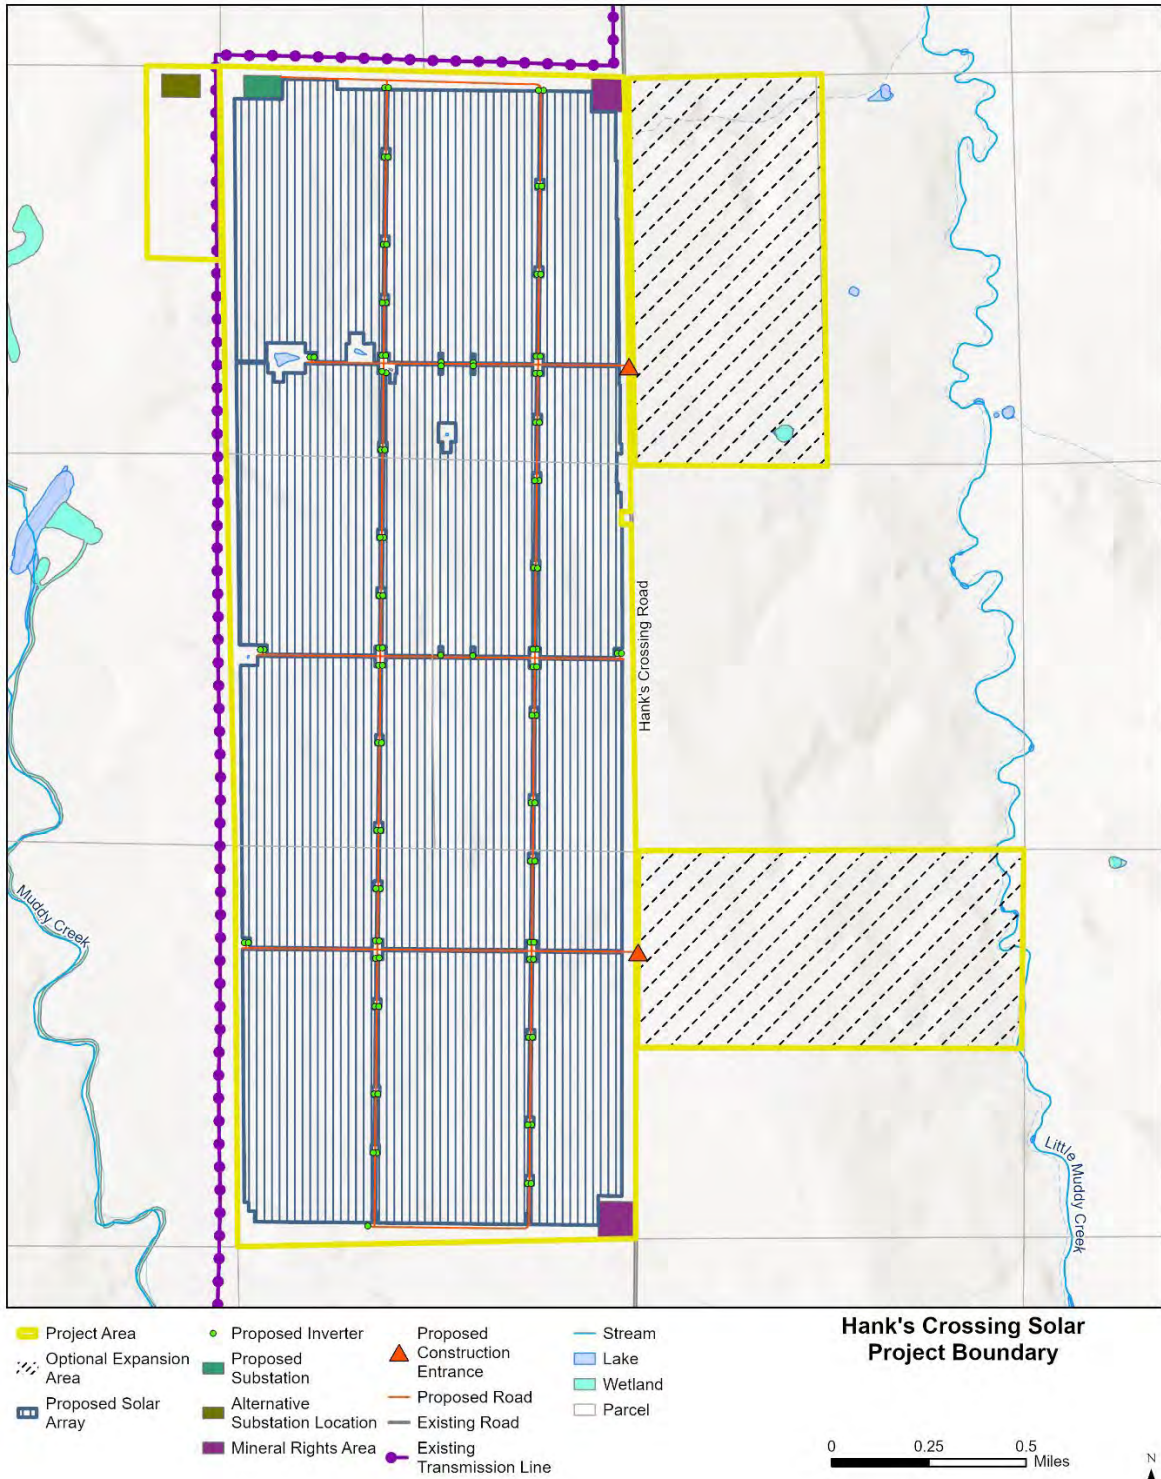 Hank's Crossing Road
Muddy Creek
Little Muddy Creek
Project Area
Optional Expansion
Area
Proposed Solar
Array
Proposed Inverter
Proposed
Substation
Alternative
Substation Location
Mineral Rights Area
Proposed
Construction
Entrance
Proposed Road
Existing Road
Existing
Transmission Line
Stream
Lake
Wetland
Parcel
Hank's Crossing Solar
Project Boundary
0 0.25 0.5
Miles
N